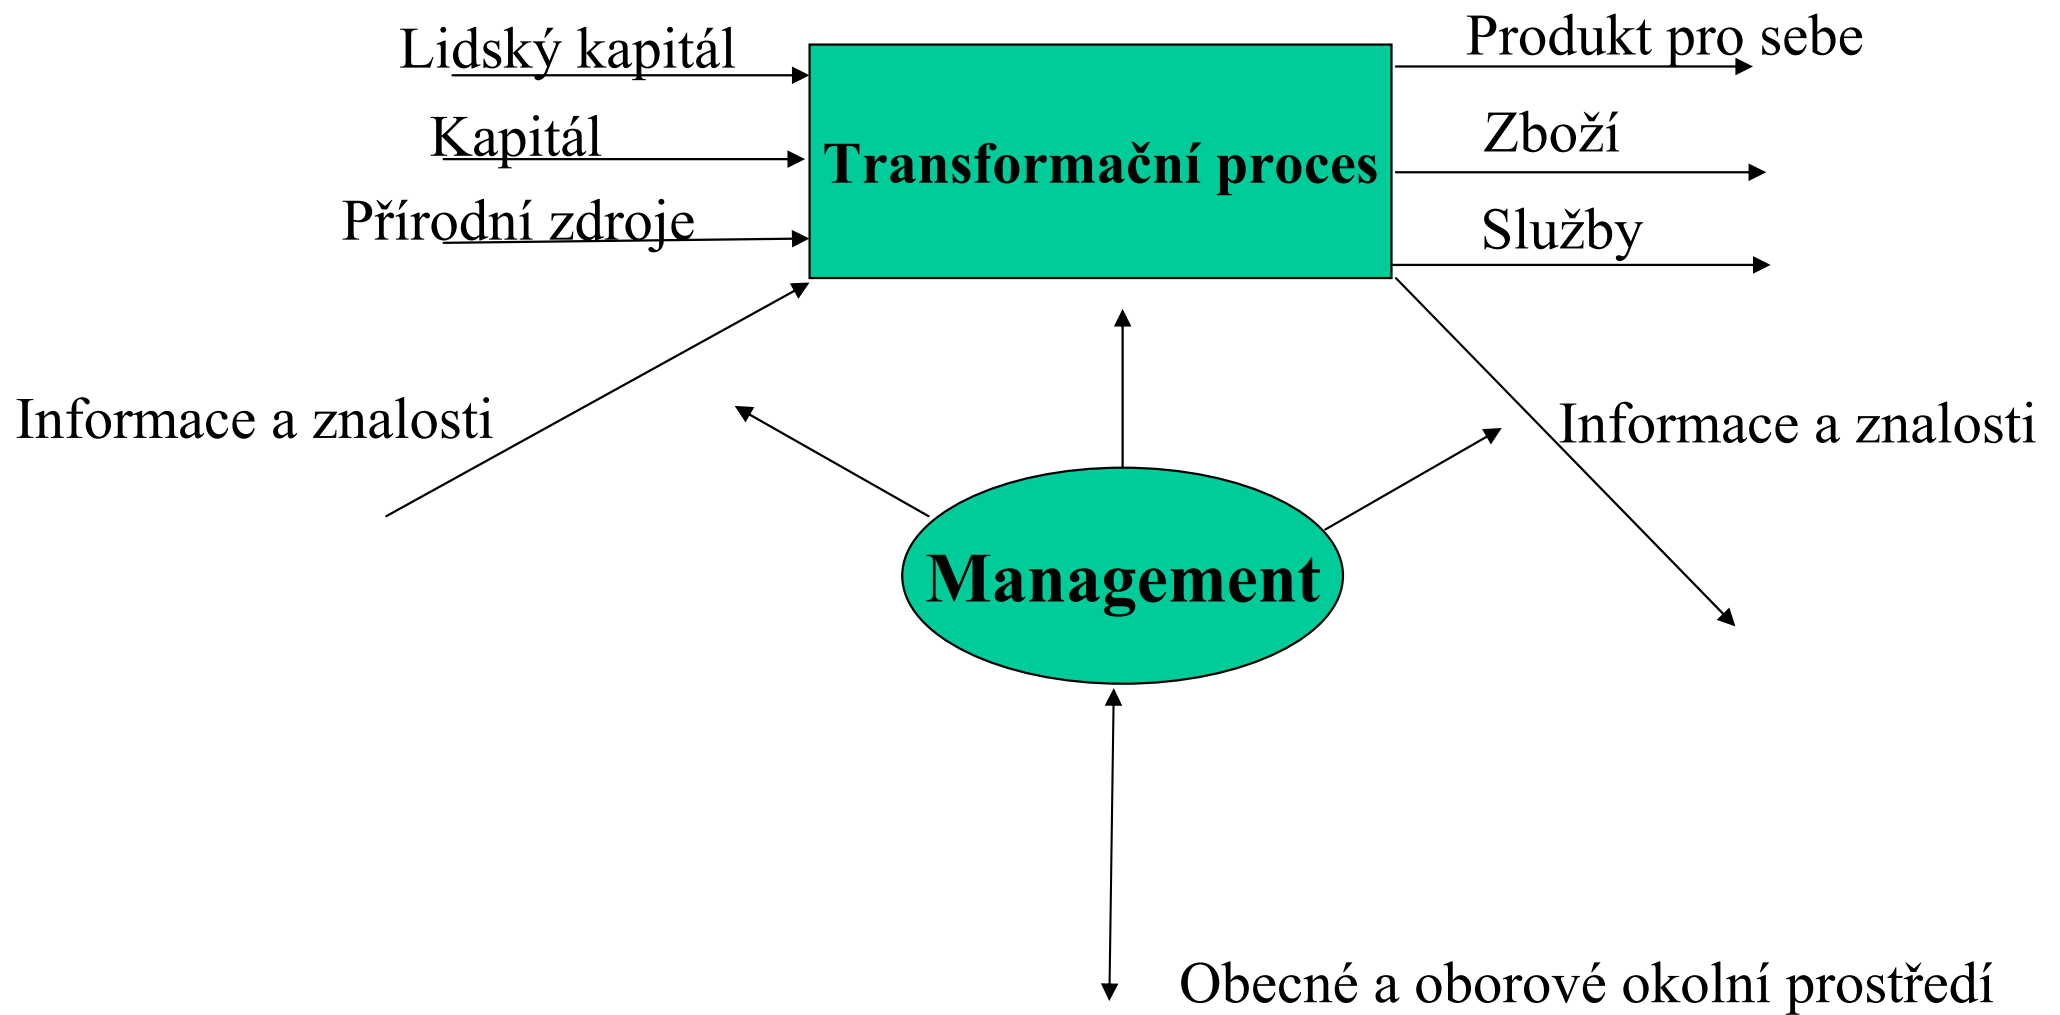 Lidský kapitál
Produkt pro sebe
Kapitál
Zboží
Transformační proces
Přírodní zdroje
Služby
Informace a znalosti
Informace a znalosti
Management
Obecné a oborové okolní prostředí